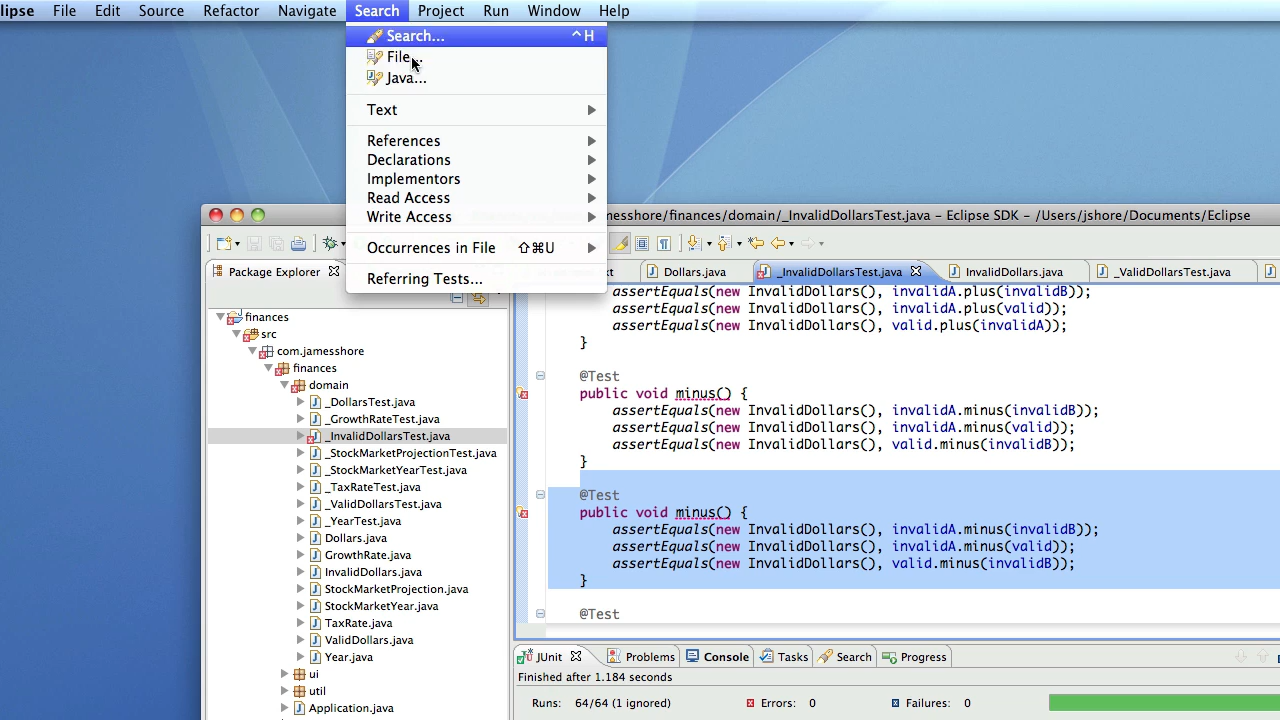 lipse File Edit Source Refactor Navigate Search Project Run Window Help
Search... ^H
File...
Java...
Text
References
Declarations
Implementors
Read Access
Write Access
Occurrences in File ⇧⌘U
Referring Tests...
messhore/finances/domain/_InvalidDollarsTest.java – Eclipse SDK – /Users/jshore/Documents/Eclipse
Package Explorer
Dollars.java _InvalidDollarsTest.java InvalidDollars.java _ValidDollarsTest.java
finances
src
com.jamesshore
finances
domain
_DollarsTest.java
_GrowthRateTest.java
_InvalidDollarsTest.java
_StockMarketProjectionTest.java
_StockMarketYearTest.java
_TaxRateTest.java
_ValidDollarsTest.java
_YearTest.java
Dollars.java
GrowthRate.java
InvalidDollars.java
StockMarketProjection.java
StockMarketYear.java
TaxRate.java
ValidDollars.java
Year.java
ui
util
Application.java
assertEquals(new InvalidDollars(), invalidA.plus(invalidB));
assertEquals(new InvalidDollars(), invalidA.plus(valid));
assertEquals(new InvalidDollars(), valid.plus(invalidA));
}
@Test
public void minus() {
assertEquals(new InvalidDollars(), invalidA.minus(invalidB));
assertEquals(new InvalidDollars(), invalidA.minus(valid));
assertEquals(new InvalidDollars(), valid.minus(invalidB));
}
@Test
public void minus() {
assertEquals(new InvalidDollars(), invalidA.minus(invalidB));
assertEquals(new InvalidDollars(), invalidA.minus(valid));
assertEquals(new InvalidDollars(), valid.minus(invalidB));
}
@Test
JUnit Problems Console Tasks Search Progress
Finished after 1.184 seconds
Runs: 64/64 (1 ignored) Errors: 0 Failures: 0